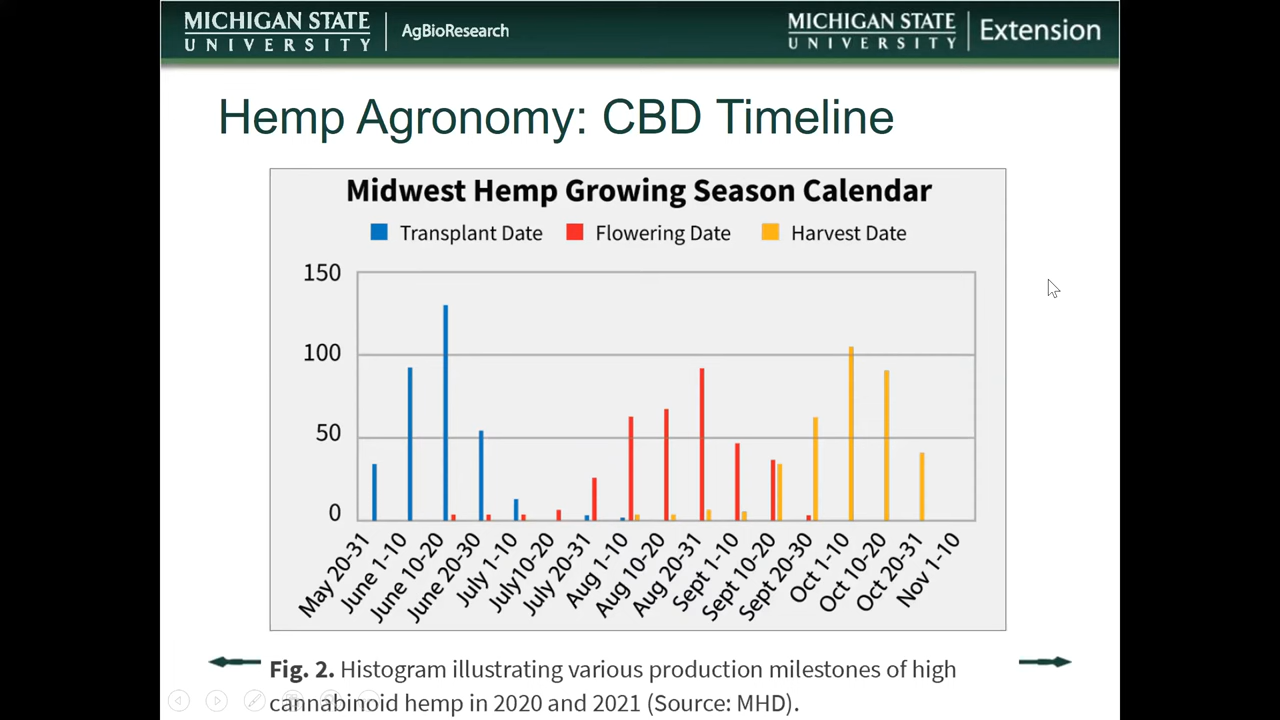 MICHIGAN STATE
UNIVERSITY
AgBioResearch
MICHIGAN STATE
UNIVERSITY
Extension
Hemp Agronomy: CBD Timeline
Midwest Hemp Growing Season Calendar
Transplant Date Flowering Date Harvest Date
150
100
50
0
May 20-31
June 1-10
June 10-20
June 20-30
July 1-10
July10-20
July 20-31
Aug 1-10
Aug 10-20
Aug 20-31
Sept 1-10
Sept 10-20
Sept 20-30
Oct 1-10
Oct 10-20
Oct 20-31
Nov 1-10
Fig. 2. Histogram illustrating various production milestones of high
cannabinoid hemp in 2020 and 2021 (Source: MHD).